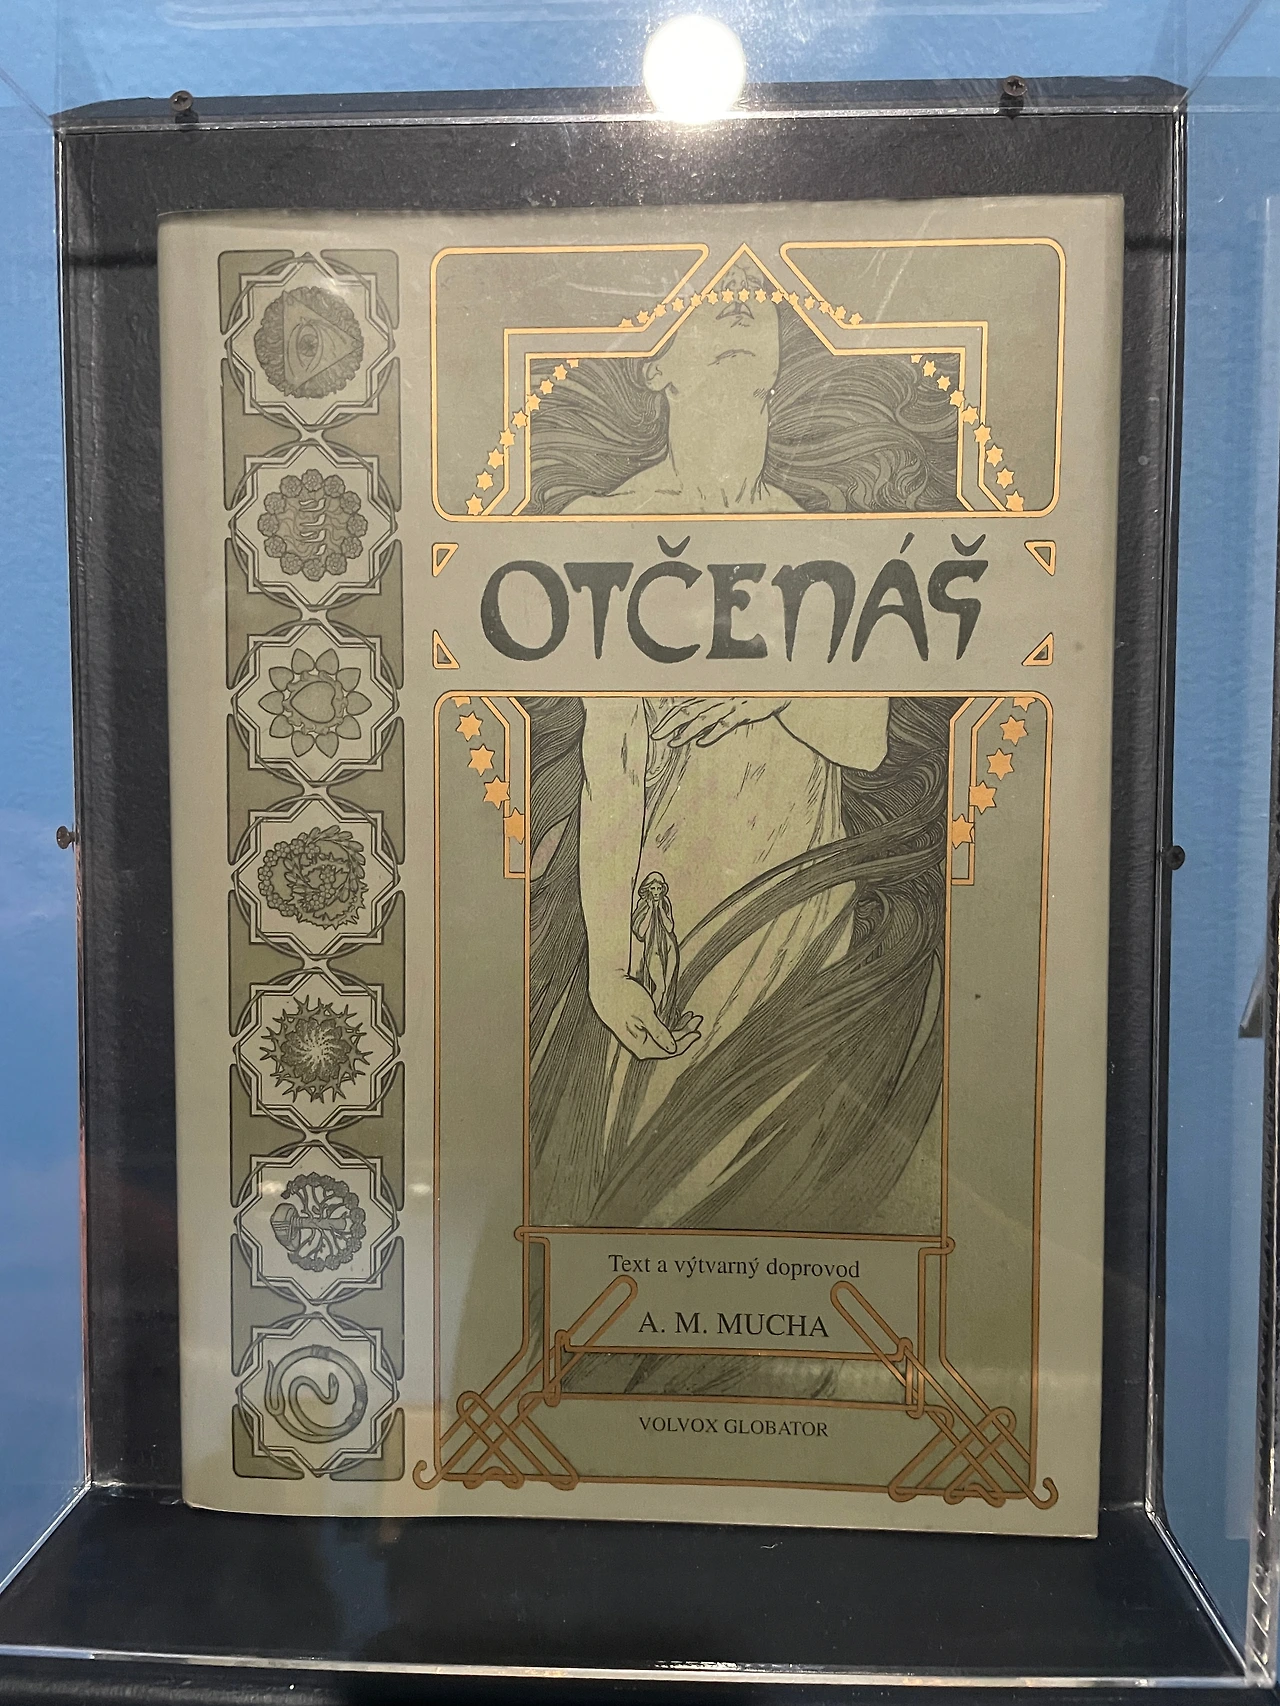 OTČENÁŠ
Text a výtvarný doprovod
A. M. MUCHA
VOLVOX GLOBATOR